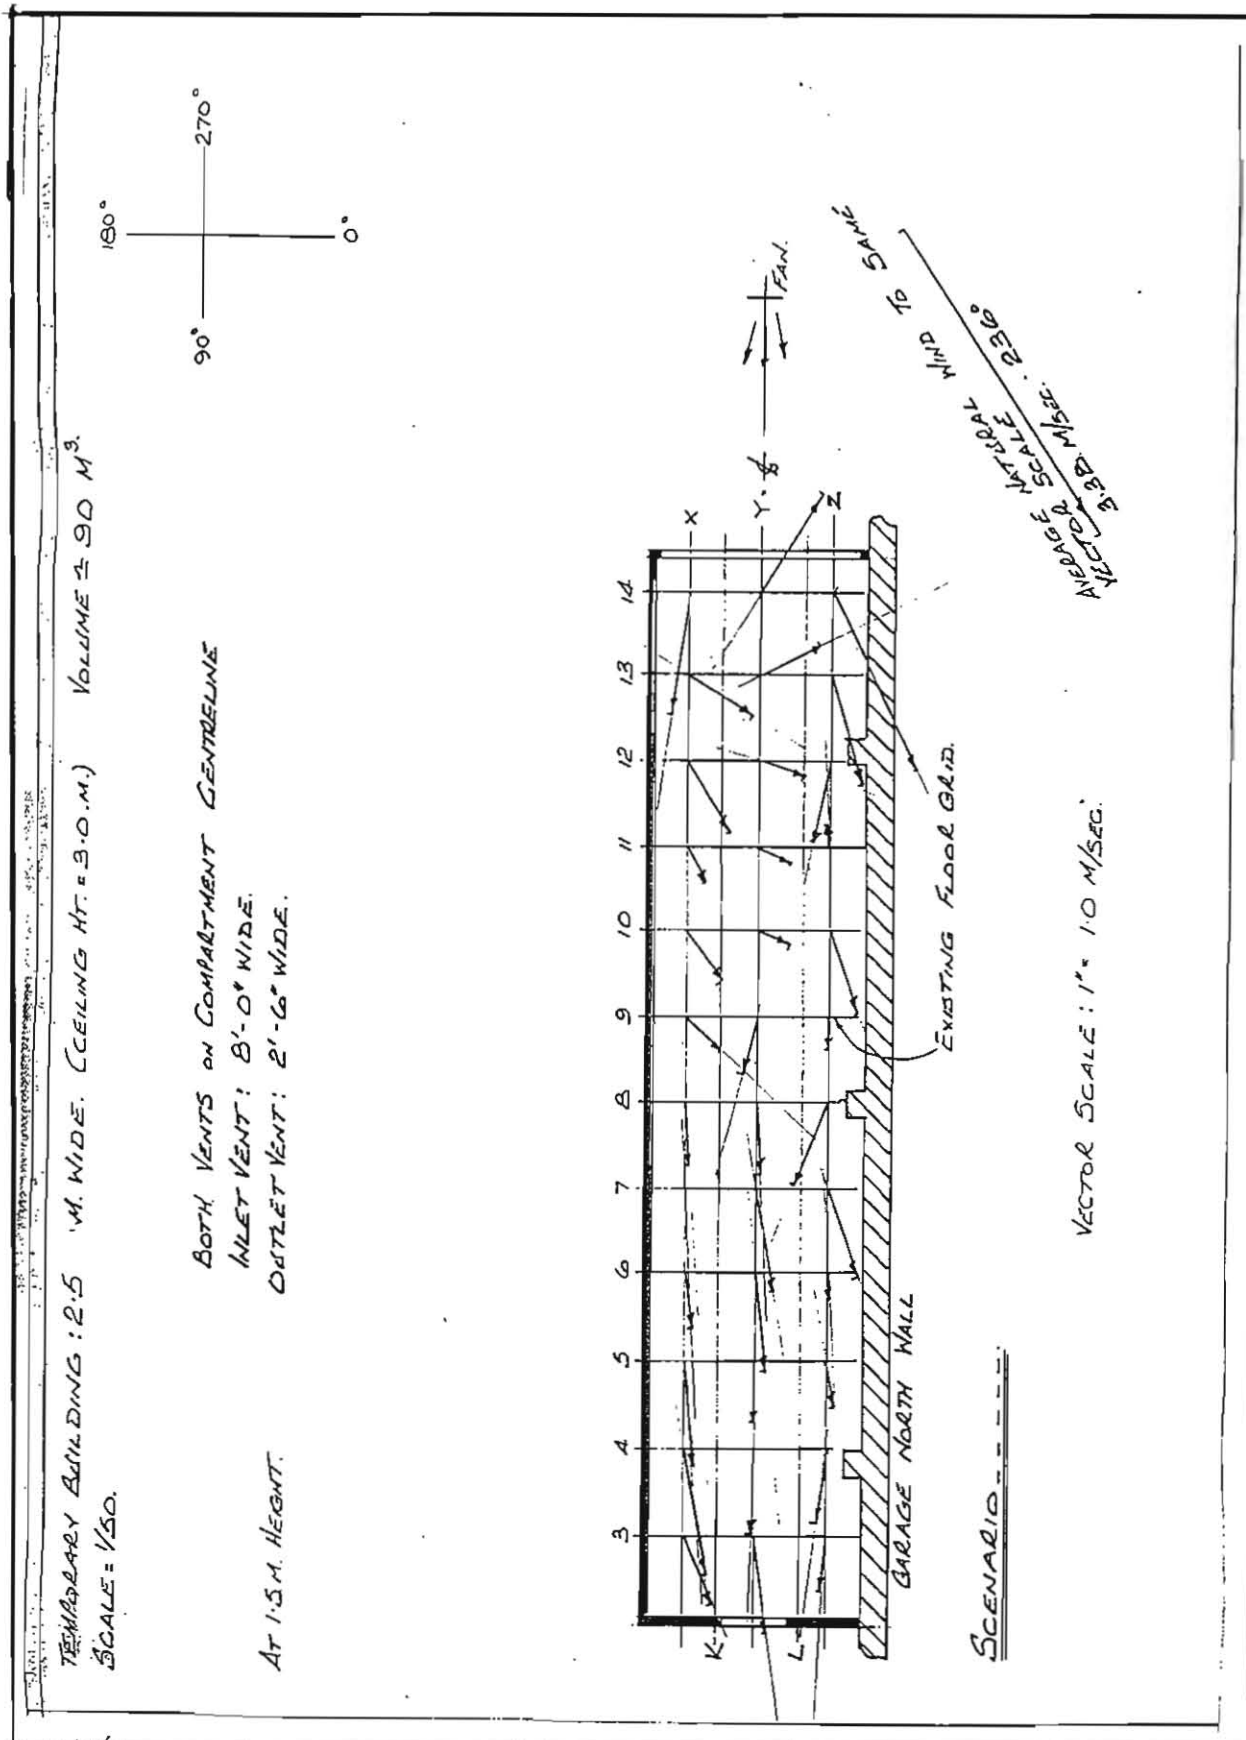 TEMPORARY BUILDING : 2.5 M. WIDE. (CEILING HT. = 3.0. M.) VOLUME ≃ 90 M³.
SCALE = 1/50.
180°
90° 270°
0°
BOTH VENTS ON COMPARTMENT CENTRELINE
INLET VENT : 8'-0" WIDE.
OUTLET VENT : 2'-6" WIDE.
AT 1.5 M. HEIGHT.
3 4 5 6 7 8 9 10 11 12 13 14
X
K
Y.
FAN.
L
Z
GARAGE NORTH WALL
EXISTING FLOOR GRID.
AVERAGE NATURAL WIND TO SAME
VECTOR SCALE
3.38 M/SEC. 236°
SCENARIO
VECTOR SCALE : 1" = 1.0 M/SEC.